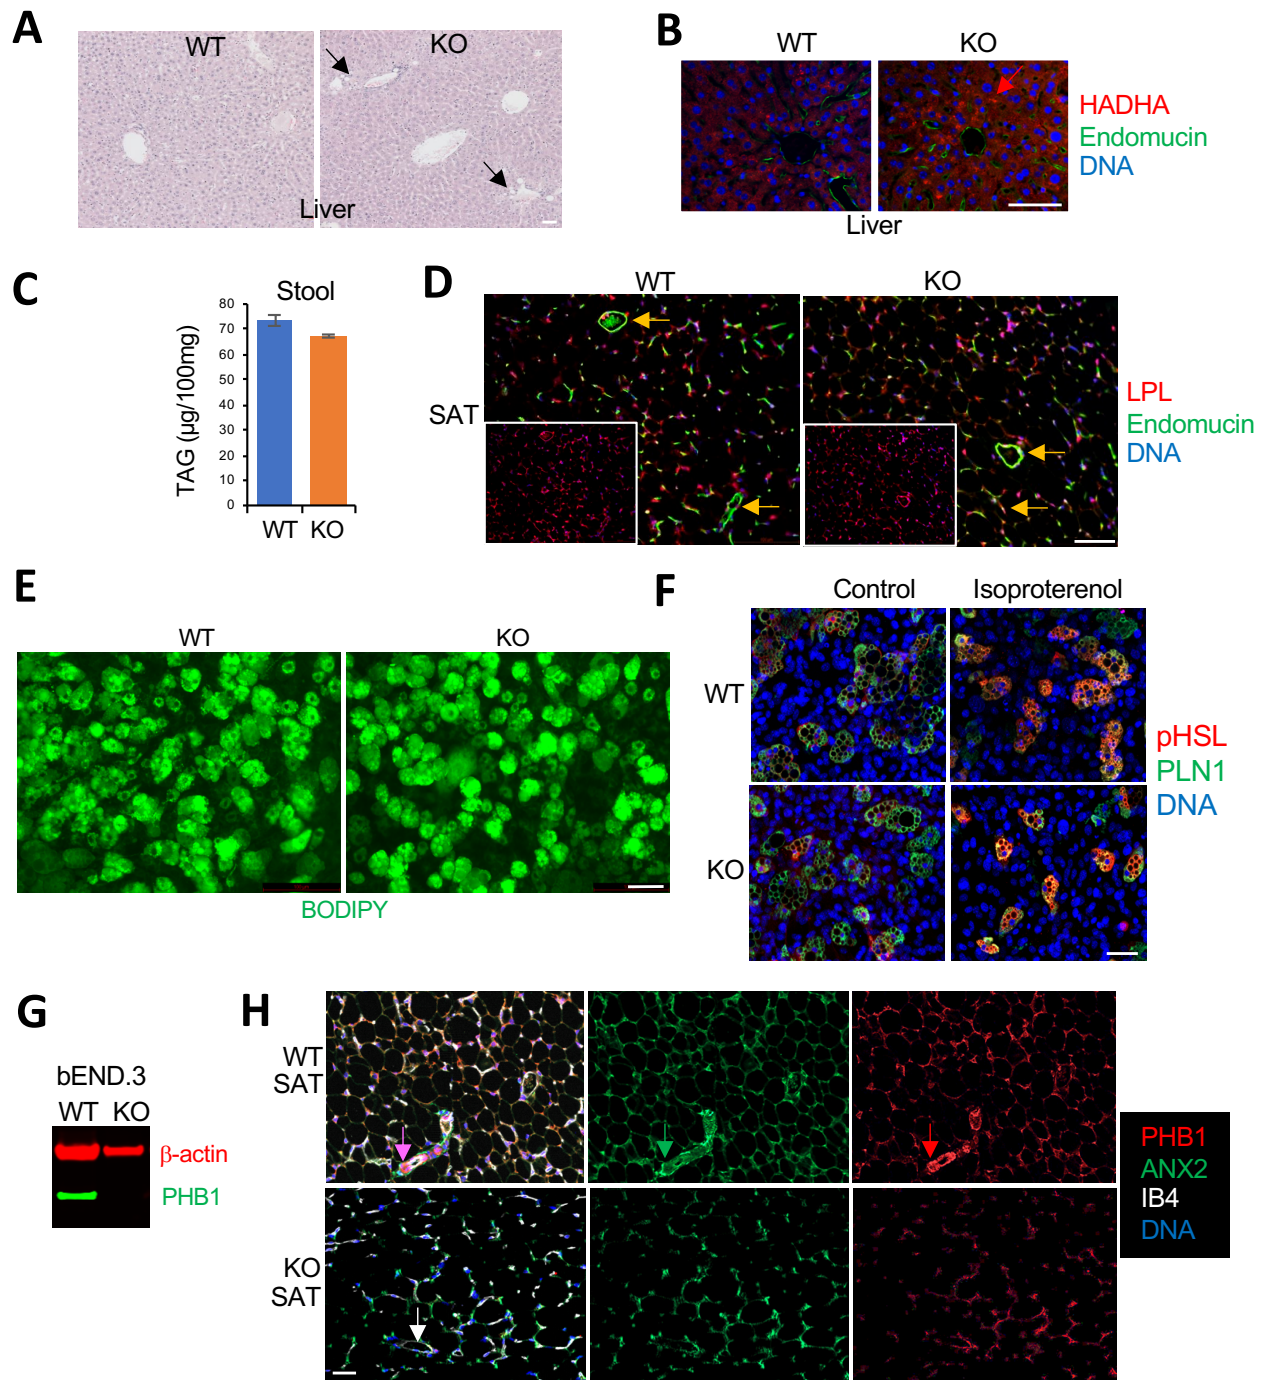 A
WT
KO
Liver
B
WT
KO
HADHA
Endomucin
DNA
Liver
C
Stool
TAG (µg/100mg)
80
70
60
50
40
30
20
10
0
WT
KO
D
WT
KO
SAT
LPL
Endomucin
DNA
E
WT
KO
BODIPY
F
Control
Isoproterenol
WT
KO
pHSL
PLN1
DNA
G
bEND.3
WT KO
β-actin
PHB1
H
WT
SAT
KO
SAT
PHB1
ANX2
IB4
DNA